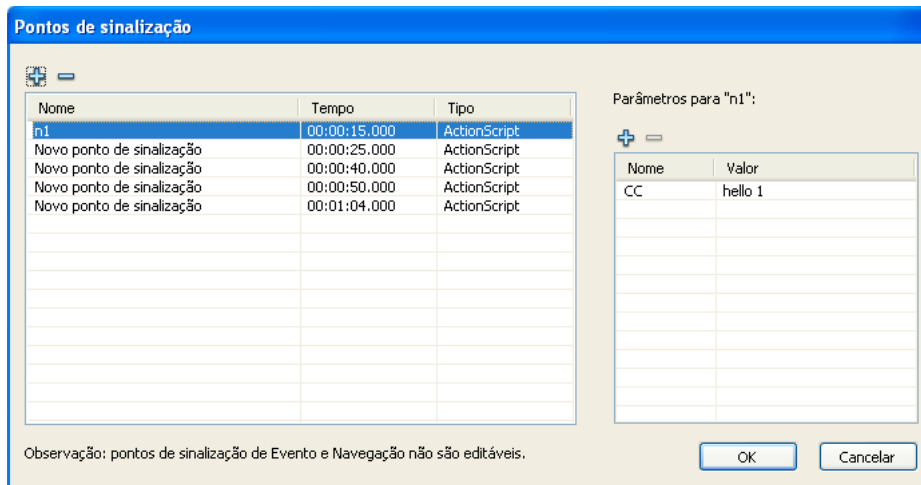 Pontos de sinalização
Nome Tempo Tipo
n1 00:00:15.000 ActionScript
Novo ponto de sinalização 00:00:25.000 ActionScript
Novo ponto de sinalização 00:00:40.000 ActionScript
Novo ponto de sinalização 00:00:50.000 ActionScript
Novo ponto de sinalização 00:01:04.000 ActionScript
Parâmetros para "n1":
Nome Valor
CC hello 1
Observação: pontos de sinalização de Evento e Navegação não são editáveis.
OK Cancelar